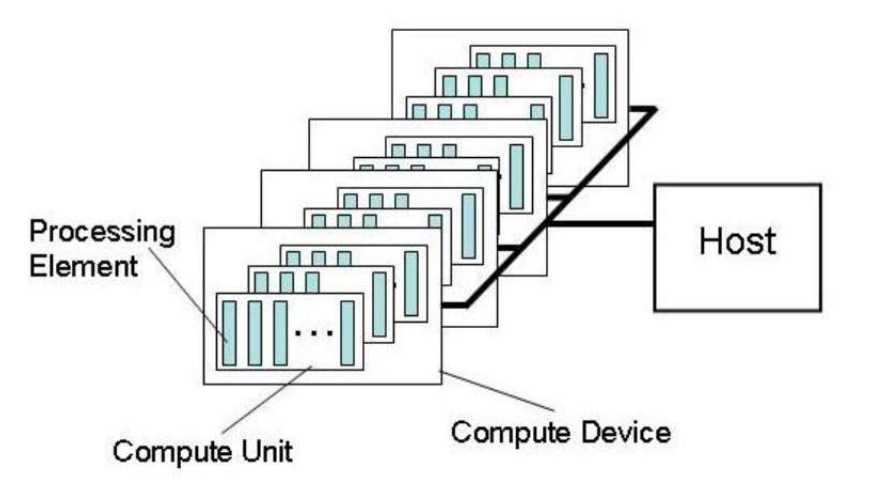 Processing
Element
Host
Compute Unit
Compute Device